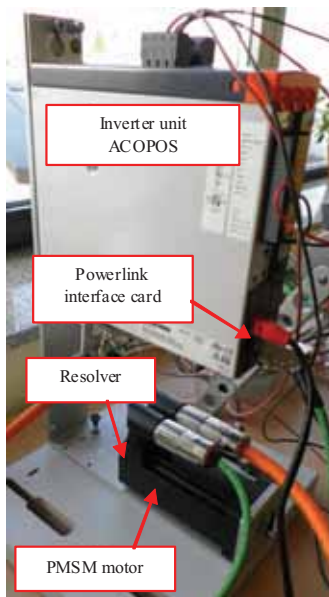 Inverter unit
ACOPOS
Powerlink
interface card
Resolver
PMSM motor